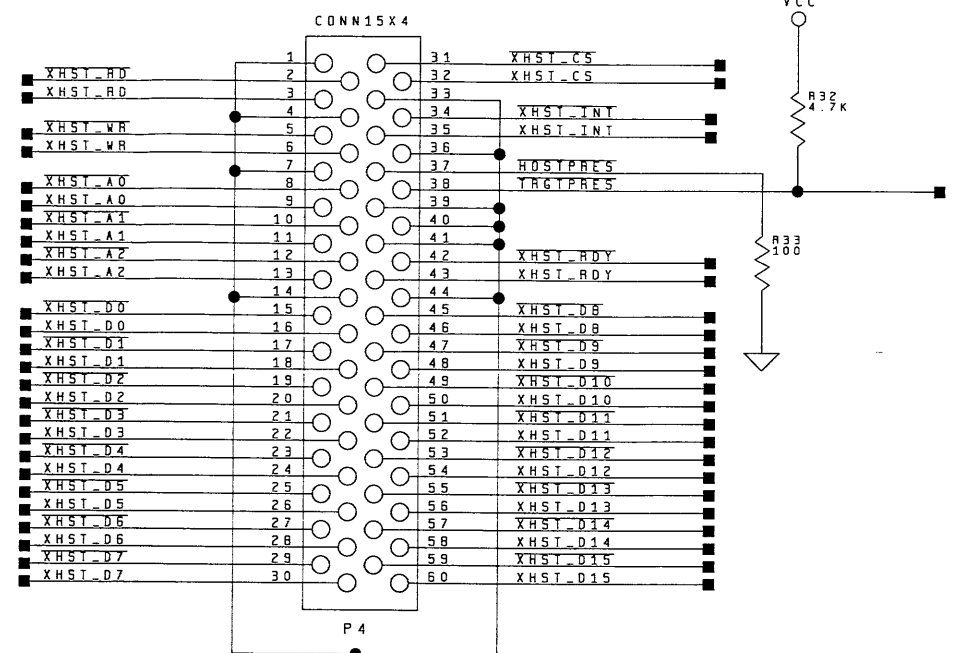 VCC
CONN15X4
1 31 XHST_CS
XHST_RD 2 32 XHST_CS
XHST_RD 3 33
4 34 XHST_INT
XHST_WR 5 35 XHST_INT
XHST_WR 6 36
7 37 HOSTPRES
XHST_A0 8 38 TRGTPRES
XHST_A0 9 39
XHST_A1 10 40
XHST_A1 11 41
XHST_A2 12 42 XHST_RDY
XHST_A2 13 43 XHST_RDY
14 44
XHST_D0 15 45 XHST_D8
XHST_D0 16 46 XHST_D8
XHST_D1 17 47 XHST_D9
XHST_D1 18 48 XHST_D9
XHST_D2 19 49 XHST_D10
XHST_D2 20 50 XHST_D10
XHST_D3 21 51 XHST_D11
XHST_D3 22 52 XHST_D11
XHST_D4 23 53 XHST_D12
XHST_D4 24 54 XHST_D12
XHST_D5 25 55 XHST_D13
XHST_D5 26 56 XHST_D13
XHST_D6 27 57 XHST_D14
XHST_D6 28 58 XHST_D14
XHST_D7 29 59 XHST_D15
XHST_D7 30 60 XHST_D15
P4
R32
4.7K
R33
100